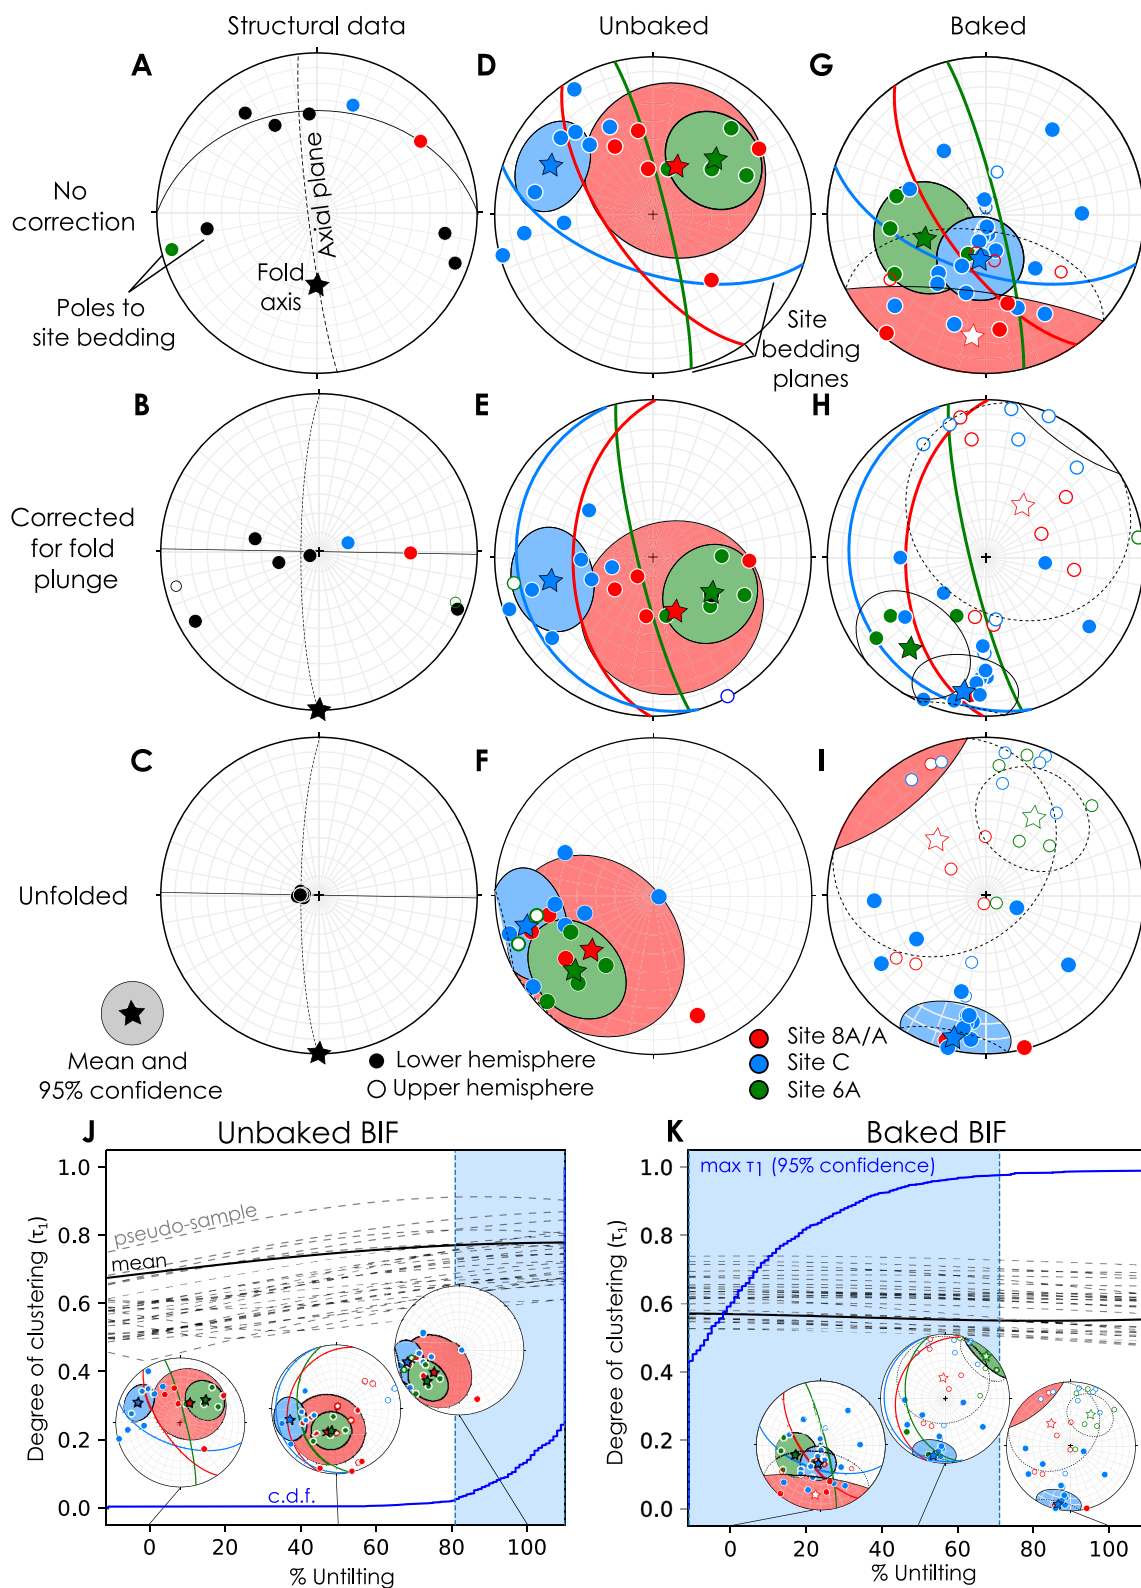 Structural data
Unbaked
Baked
A
D
G
No
correction
Axial plane
Fold
axis
Poles to
site bedding
Site
bedding
planes
B
E
H
Corrected
for fold
plunge
C
F
I
Unfolded
Mean and
95% confidence
Lower hemisphere
Upper hemisphere
Site 8A/A
Site C
Site 6A
J
Unbaked BIF
K
Baked BIF
1.0
0.8
0.6
0.4
0.2
0.0
Degree of clustering (τ₁)
pseudo-sample
mean
c.d.f.
0
20
40
60
80
100
% Untilting
max τ₁ (95% confidence)
1.0
0.8
0.6
0.4
0.2
0.0
Degree of clustering (τ₁)
0
20
40
60
80
100
% Untilting